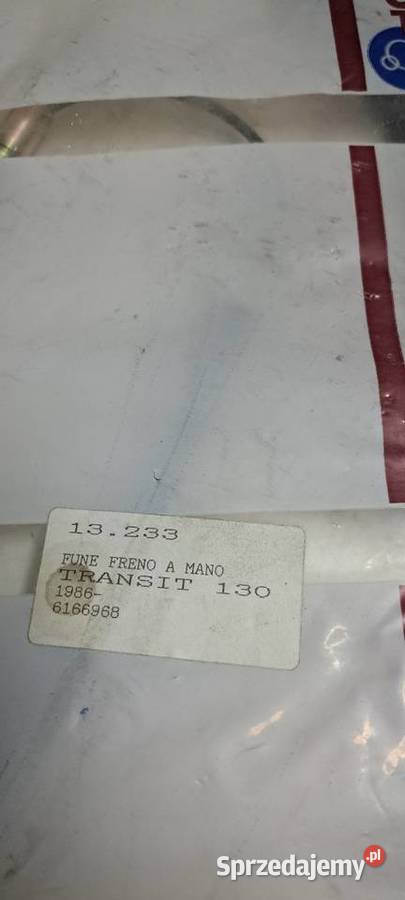 13.233
FUNE FRENO A MANO
TRANSIT 130
1986-
6166968
Sprzedajemy.pl